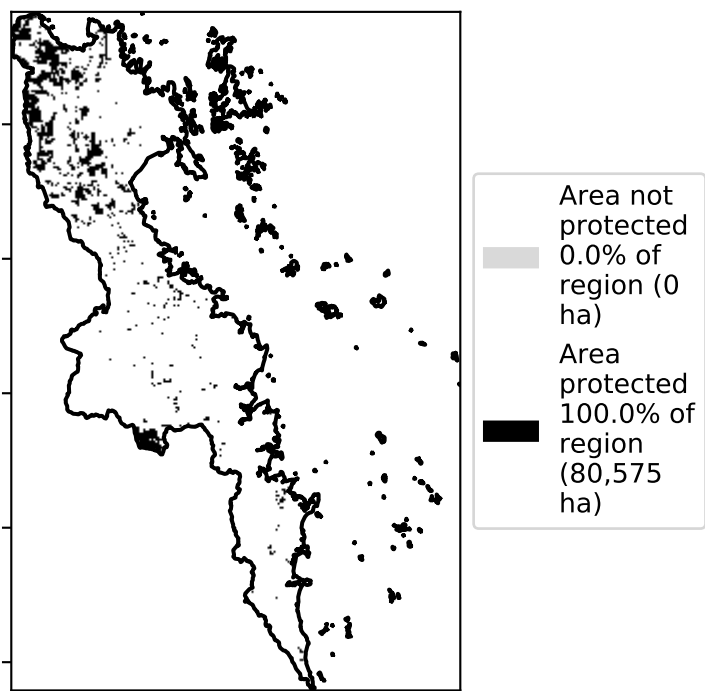 Area not
protected
0.0% of
region (0
ha)
Area
protected
100.0% of
region
(80,575
ha)